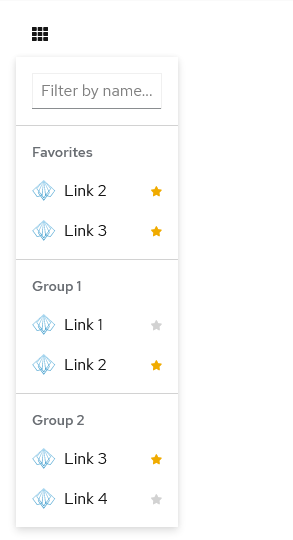 Filter by name...
Favorites
Link 2
Link 3
Group 1
Link 1
Link 2
Group 2
Link 3
Link 4